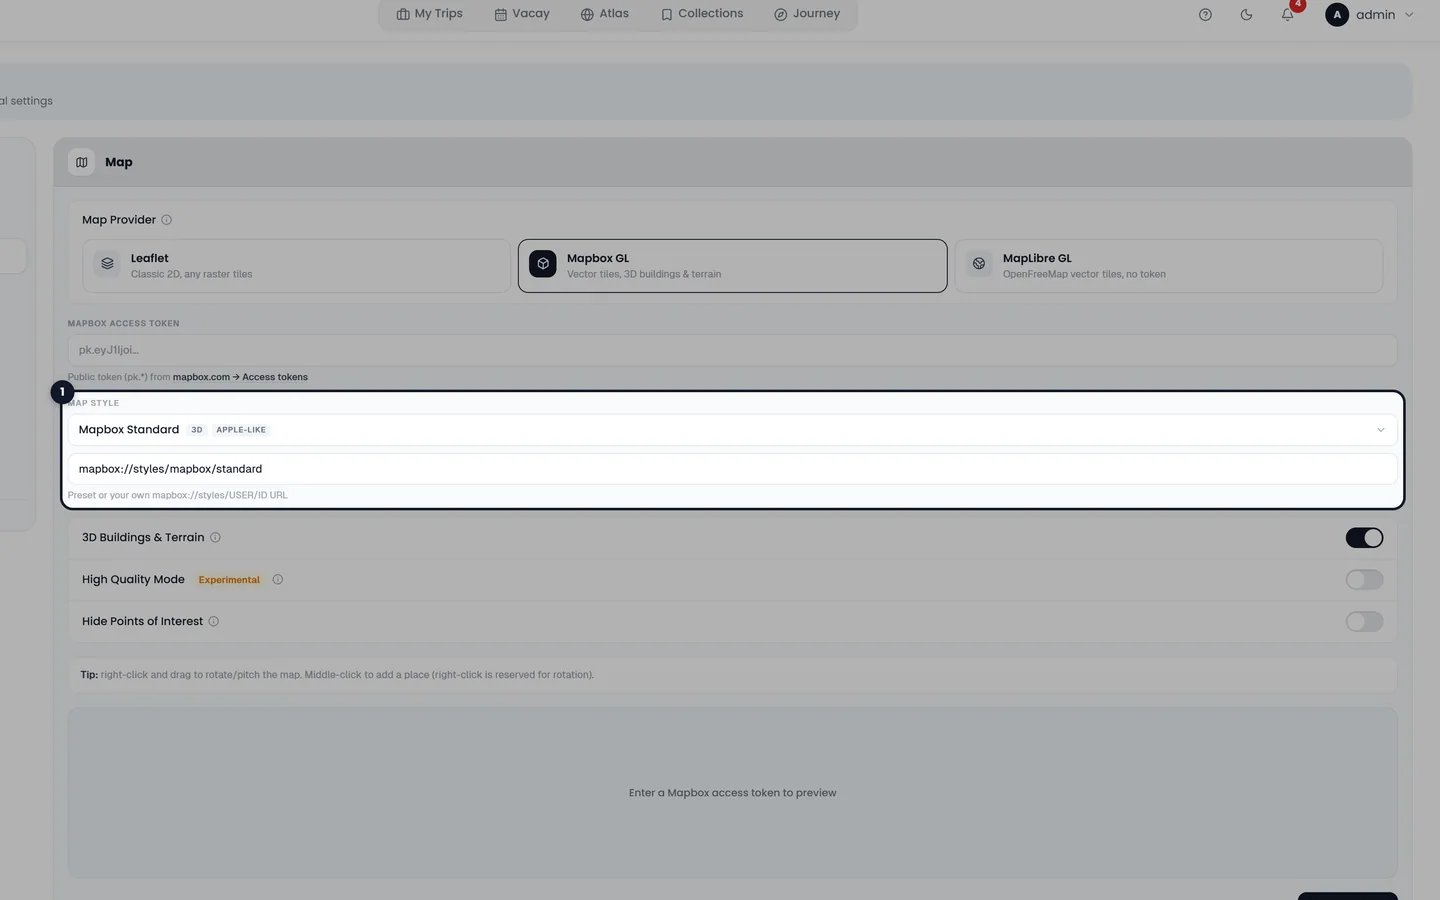 My Trips
Vacay
Atlas
Collections
Journey
4
A
admin
al settings
Map
Map Provider
Leaflet
Classic 2D, any raster tiles
Mapbox GL
Vector tiles, 3D buildings & terrain
MapLibre GL
OpenFreeMap vector tiles, no token
MAPBOX ACCESS TOKEN
pk.eyJ1Ijoi...
Public token (pk.*) from mapbox.com → Access tokens
1
MAP STYLE
Mapbox Standard 3D APPLE-LIKE
mapbox://styles/mapbox/standard
Preset or your own mapbox://styles/USER/ID URL
3D Buildings & Terrain
High Quality Mode Experimental
Hide Points of Interest
Tip: right-click and drag to rotate/pitch the map. Middle-click to add a place (right-click is reserved for rotation).
Enter a Mapbox access token to preview